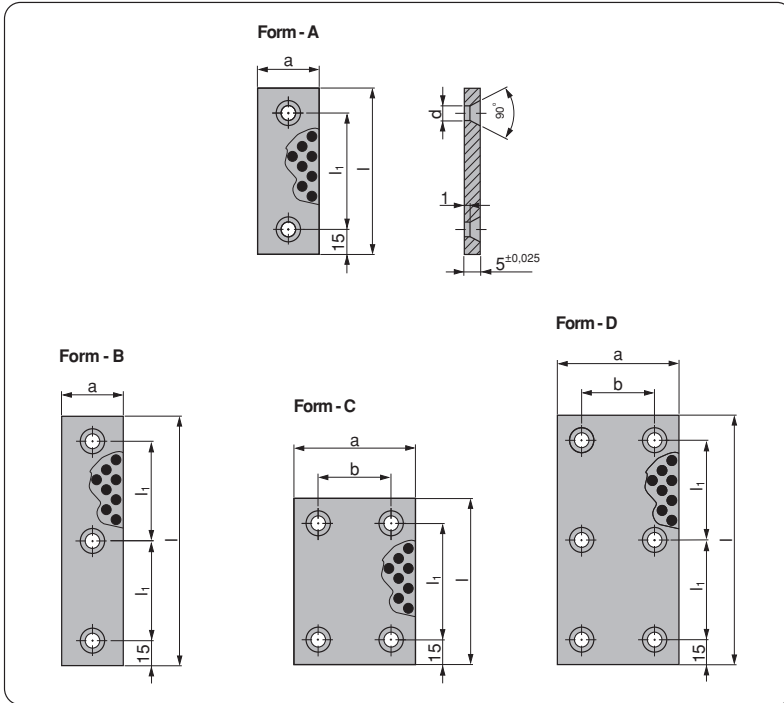 Form - A
a
d
90°
l₁
l
1
15
5±0,025
Form - B
a
l₁
l₁
l
15
Form - C
a
b
l₁
l
15
Form - D
a
b
l₁
l₁
l
15